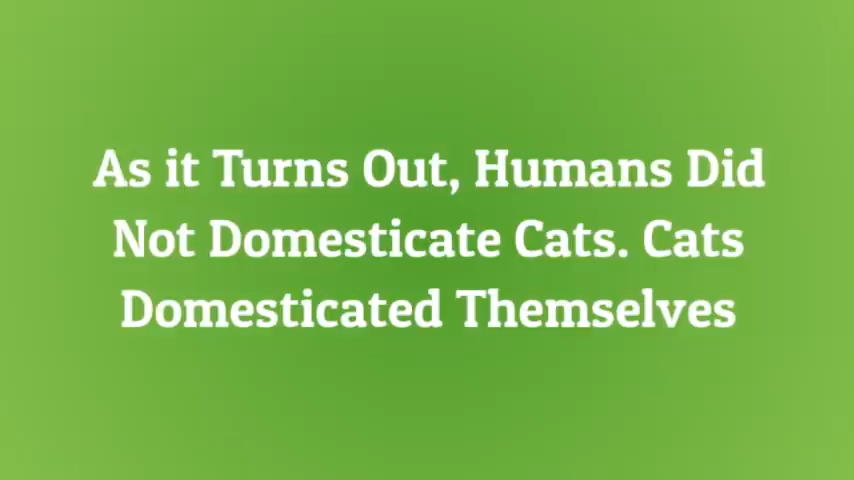 As it Turns Out, Humans Did
Not Domesticate Cats. Cats
Domesticated Themselves